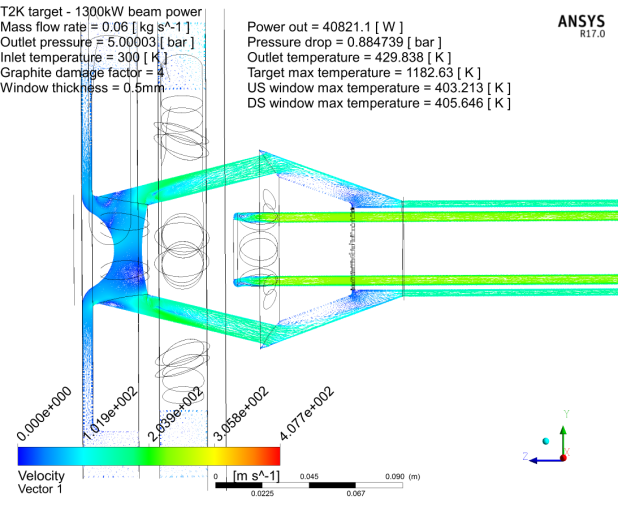 T2K target - 1300kW beam power
Mass flow rate = 0.06 [ kg s^-1 ]
Outlet pressure = 5.00003 [ bar ]
Inlet temperature = 300 [ K ]
Graphite damage factor = 4
Window thickness = 0.5mm
Power out = 40821.1 [ W ]
Pressure drop = 0.884739 [ bar ]
Outlet temperature = 429.838 [ K ]
Target max temperature = 1182.63 [ K ]
US window max temperature = 403.213 [ K ]
DS window max temperature = 405.646 [ K ]
ANSYS
R17.0
0.000e+000
1.019e+002
2.039e+002
3.058e+002
4.077e+002
Velocity
Vector 1
[m s^-1]
0 0.045 0.090 (m)
0.0225 0.067
Y
Z X